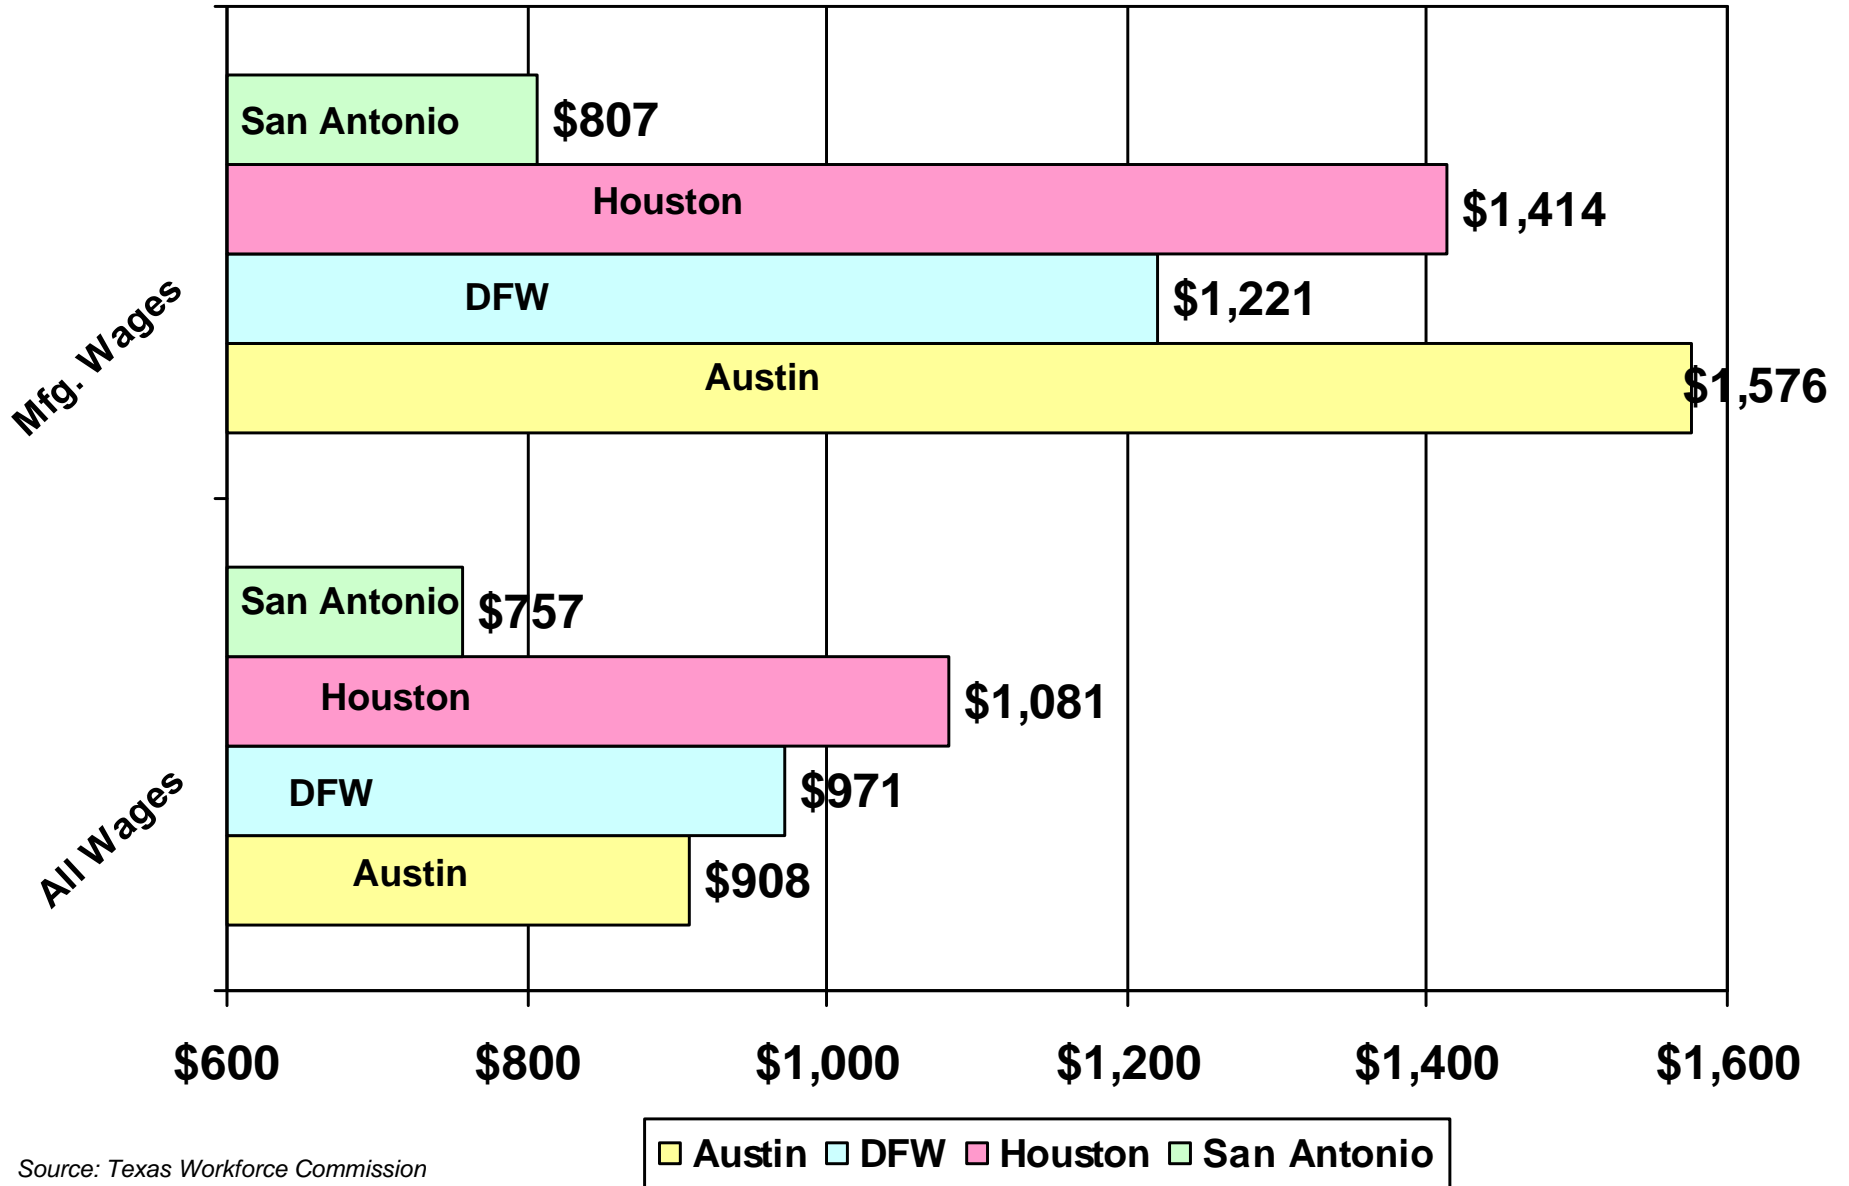 San Antonio $807
Houston $1,414
DFW $1,221
Austin $1,576
Mfg. Wages
San Antonio $757
Houston $1,081
DFW $971
Austin $908
All Wages
$600 $800 $1,000 $1,200 $1,400 $1,600
Austin DFW Houston San Antonio
Source: Texas Workforce Commission